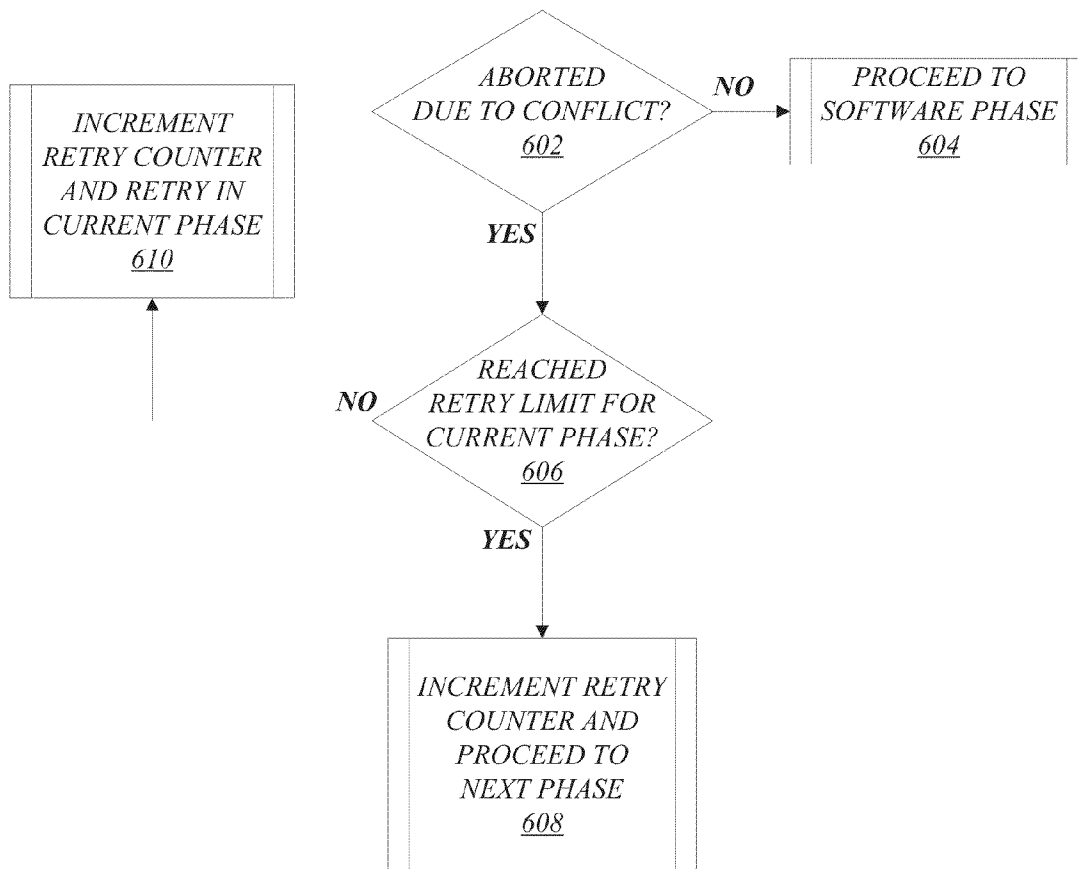 ABORTED
DUE TO CONFLICT?
602
NO
PROCEED TO
SOFTWARE PHASE
604
INCREMENT
RETRY COUNTER
AND RETRY IN
CURRENT PHASE
610
YES
REACHED
RETRY LIMIT FOR
CURRENT PHASE?
606
NO
YES
INCREMENT RETRY
COUNTER AND
PROCEED TO
NEXT PHASE
608